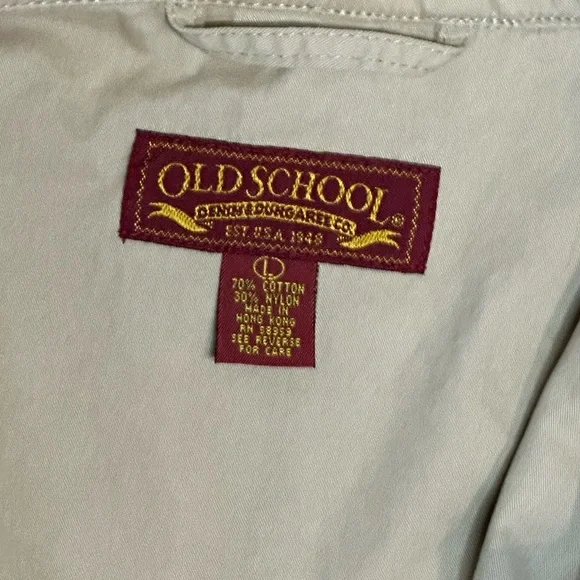 OLD SCHOOL®
DENIM & DUNGAREE CO.
EST. U.S.A. 1948
L
70% COTTON
30% NYLON
MADE IN
HONG KONG
RN 98959
SEE REVERSE
FOR CARE